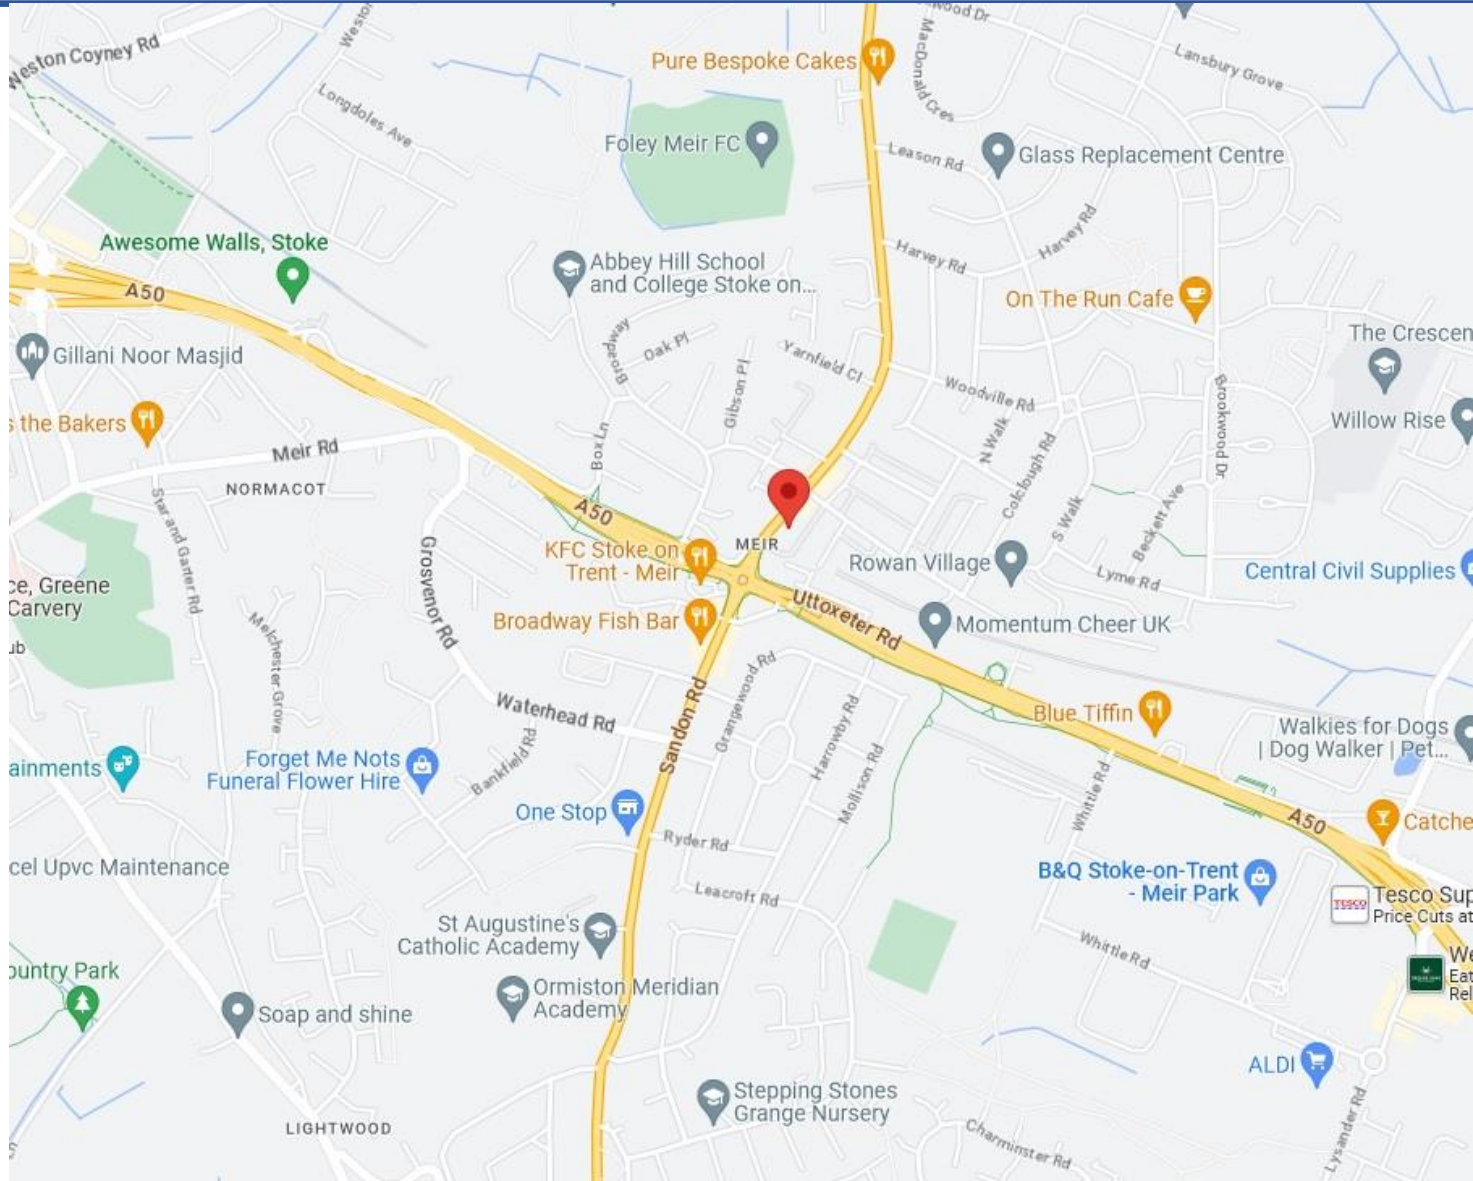 wood Dr
Weston Coyney Rd
Lansbury Grove
MacDonald Cres
Pure Bespoke Cakes
Longdoles Ave
Foley Meir FC
Leason Rd
Glass Replacement Centre
Awesome Walls, Stoke
Harvey Rd
Harvey Rd
Abbey Hill School
and College Stoke on...
A50
On The Run Cafe
Broadway
Oak Pl
Yarnfield Cl
The Crescen
Gillani Noor Masjid
Gibson Pl
Woodville Rd
Brookwood Dr
Willow Rise
s the Bakers
Box Ln
N Walk
Colclough Rd
Meir Rd
NORMACOT
S Walk
Beckett Ave
A50
Star and Garter Rd
Grosvenor Rd
KFC Stoke on
Trent - Meir
MEIR
Rowan Village
Lyme Rd
Central Civil Supplies
ce, Greene
Carvery
ub
Broadway Fish Bar
Uttoxeter Rd
Momentum Cheer UK
Melchester Grove
Waterhead Rd
Sandon Rd
Grangewood Rd
Harrowby Rd
Mollison Rd
Blue Tiffin
Walkies for Dogs
| Dog Walker | Pet...
ainments
Forget Me Nots
Funeral Flower Hire
Bankfield Rd
One Stop
Whittle Rd
A50
Catche
Ryder Rd
cel Upvc Maintenance
Leacroft Rd
B&Q Stoke-on-Trent
- Meir Park
TESCO
Tesco Sup
Price Cuts at
St Augustine's
Catholic Academy
Whittle Rd
We
Eat
Rel
ountry Park
Ormiston Meridian
Academy
Soap and shine
ALDI
Stepping Stones
Grange Nursery
LIGHTWOOD
Charminster Rd
Lysander Rd